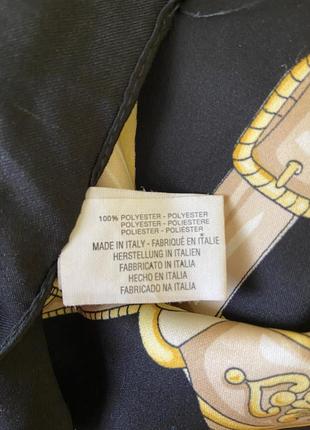 100% POLYESTER - POLYESTER
POLYESTER - POLIESTERE
POLIESTER - POLIÉSTER
MADE IN ITALY - FABRIQUÉ EN ITALIE
HERSTELLUNG IN ITALIEN
FABBRICATO IN ITALIA
HECHO EN ITALIA
FABRICADO NA ITALIA